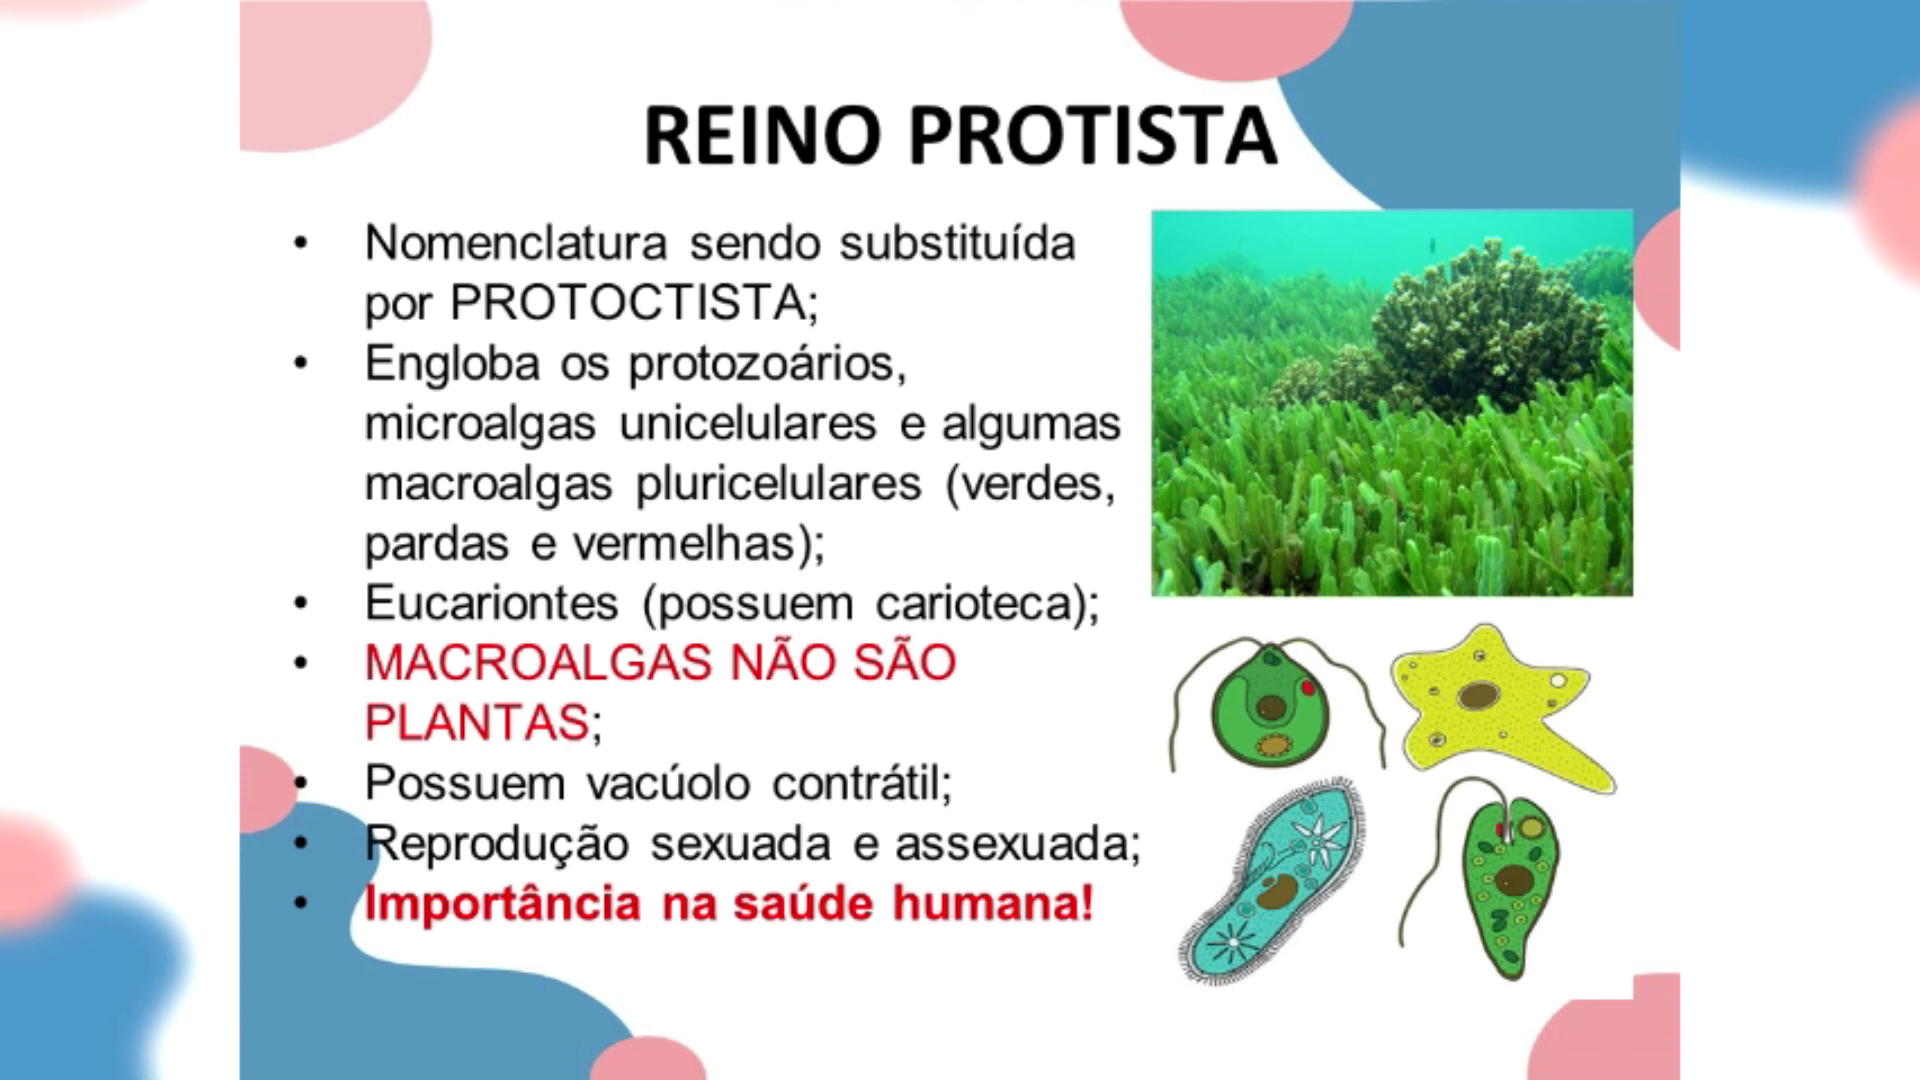 REINO PROTISTA
• Nomenclatura sendo substituída
por PROTOCTISTA;
• Engloba os protozoários,
microalgas unicelulares e algumas
macroalgas pluricelulares (verdes,
pardas e vermelhas);
• Eucariontes (possuem carioteca);
• MACROALGAS NÃO SÃO
PLANTAS;
• Possuem vacúolo contrátil;
• Reprodução sexuada e assexuada;
• Importância na saúde humana!